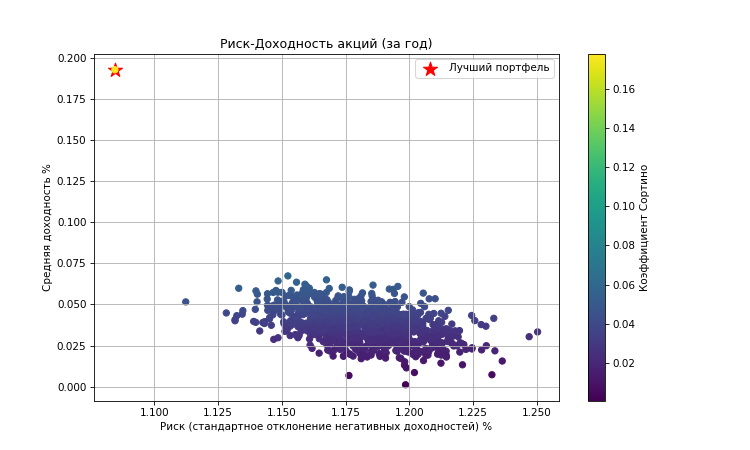 Риск-Доходность акций (за год)
Лучший портфель
0.200
0.175
0.150
0.125
0.100
0.075
0.050
0.025
0.000
Средняя доходность %
1.100 1.125 1.150 1.175 1.200 1.225 1.250
Риск (стандартное отклонение негативных доходностей) %
0.16
0.14
0.12
0.10
0.08
0.06
0.04
0.02
Коэффициент Сортино